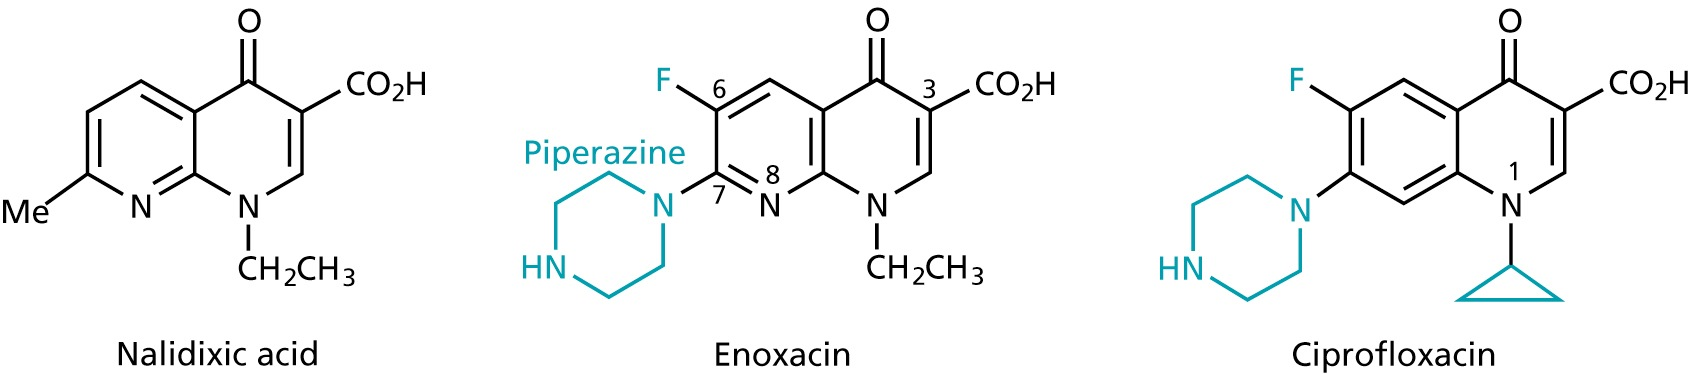 O
CO₂H
N
N
Me
CH₂CH₃
Nalidixic acid
O
F
6
3
CO₂H
Piperazine
8
7
N
N
N
HN
CH₂CH₃
Enoxacin
O
F
CO₂H
1
N
N
HN
Ciprofloxacin